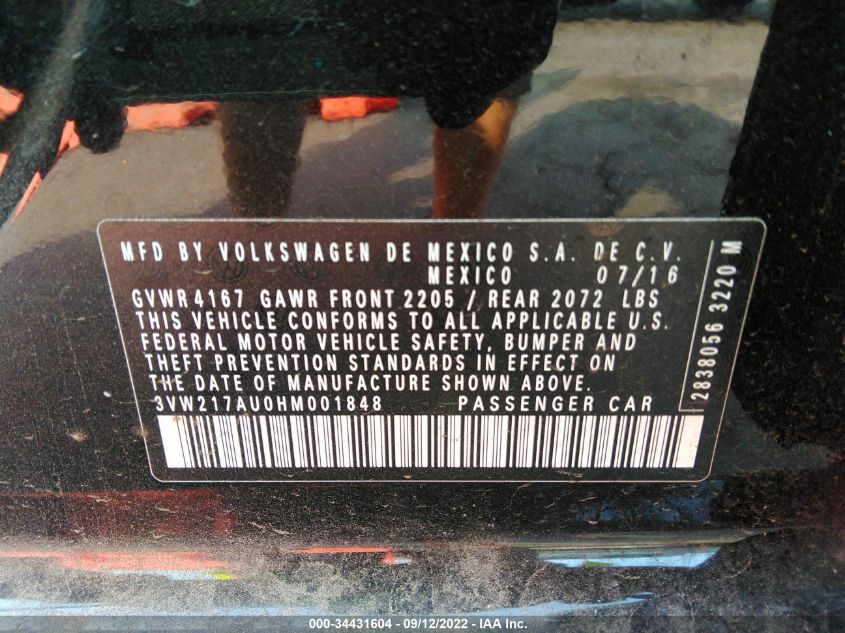 MFD BY VOLKSWAGEN DE MEXICO S.A. DE C.V.
MEXICO 07/16
GVWR 4167 GAWR FRONT 2205 / REAR 2072 LBS
THIS VEHICLE CONFORMS TO ALL APPLICABLE U.S.
FEDERAL MOTOR VEHICLE SAFETY, BUMPER AND
THEFT PREVENTION STANDARDS IN EFFECT ON
THE DATE OF MANUFACTURE SHOWN ABOVE.
3VW217AU0HM001848 PASSENGER CAR
2838056 3220 M
000-34431604 - 09/12/2022 - IAA Inc.